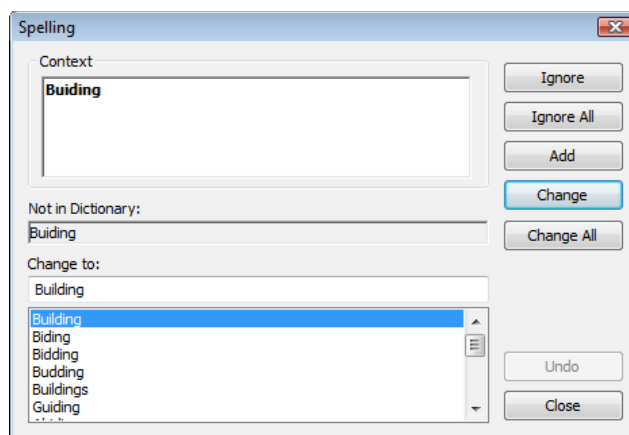 Spelling
Context
Buiding
Ignore
Ignore All
Add
Change
Change All
Not in Dictionary:
Buiding
Change to:
Building
Building
Biding
Bidding
Budding
Buildings
Guiding
Undo
Close